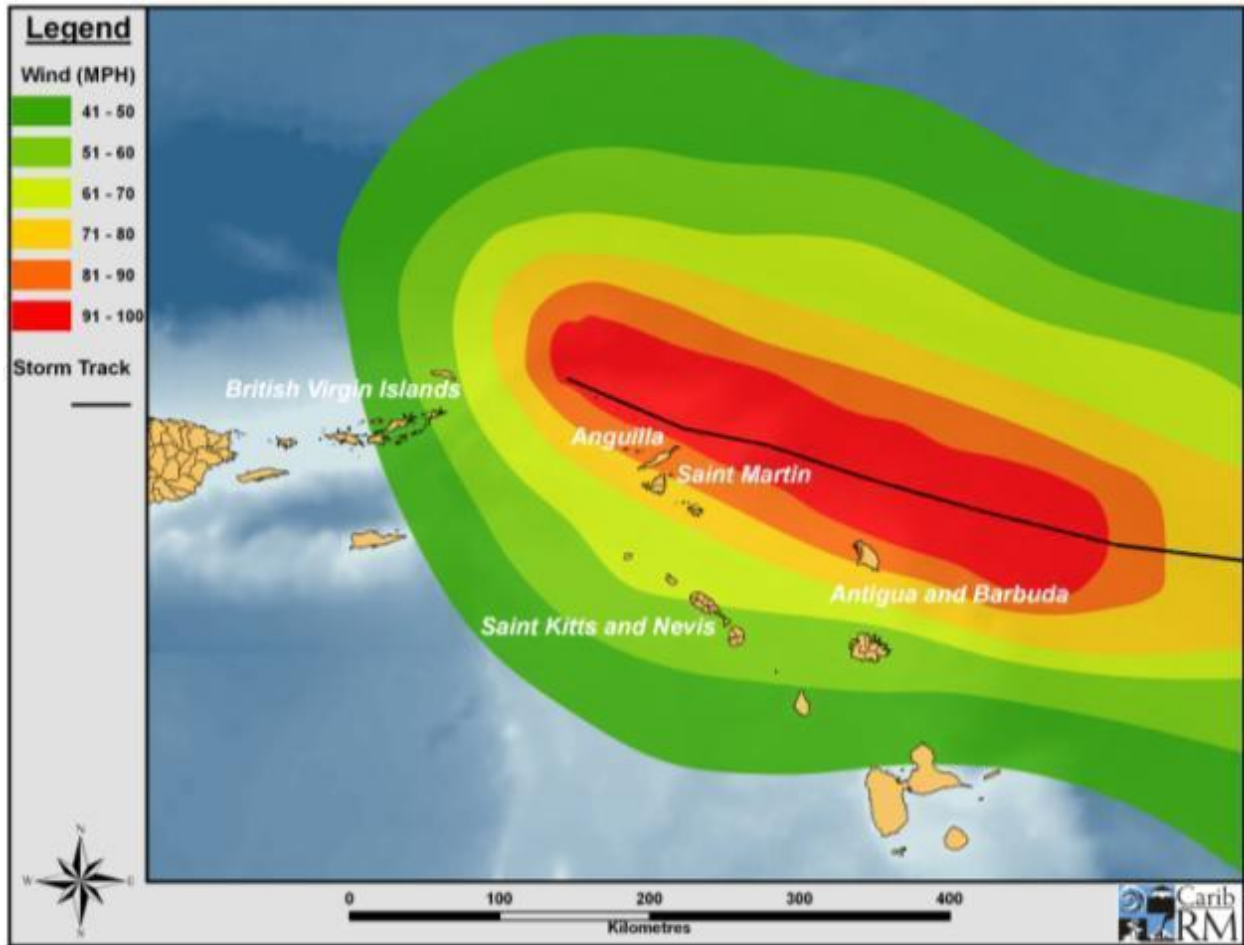 Legend
Wind (MPH)
41 - 50
51 - 60
61 - 70
71 - 80
81 - 90
91 - 100
Storm Track
British Virgin Islands
Anguilla
Saint Martin
Antigua and Barbuda
Saint Kitts and Nevis
N
W E
0 100 200 300 400
Kilometres
Carib
RM